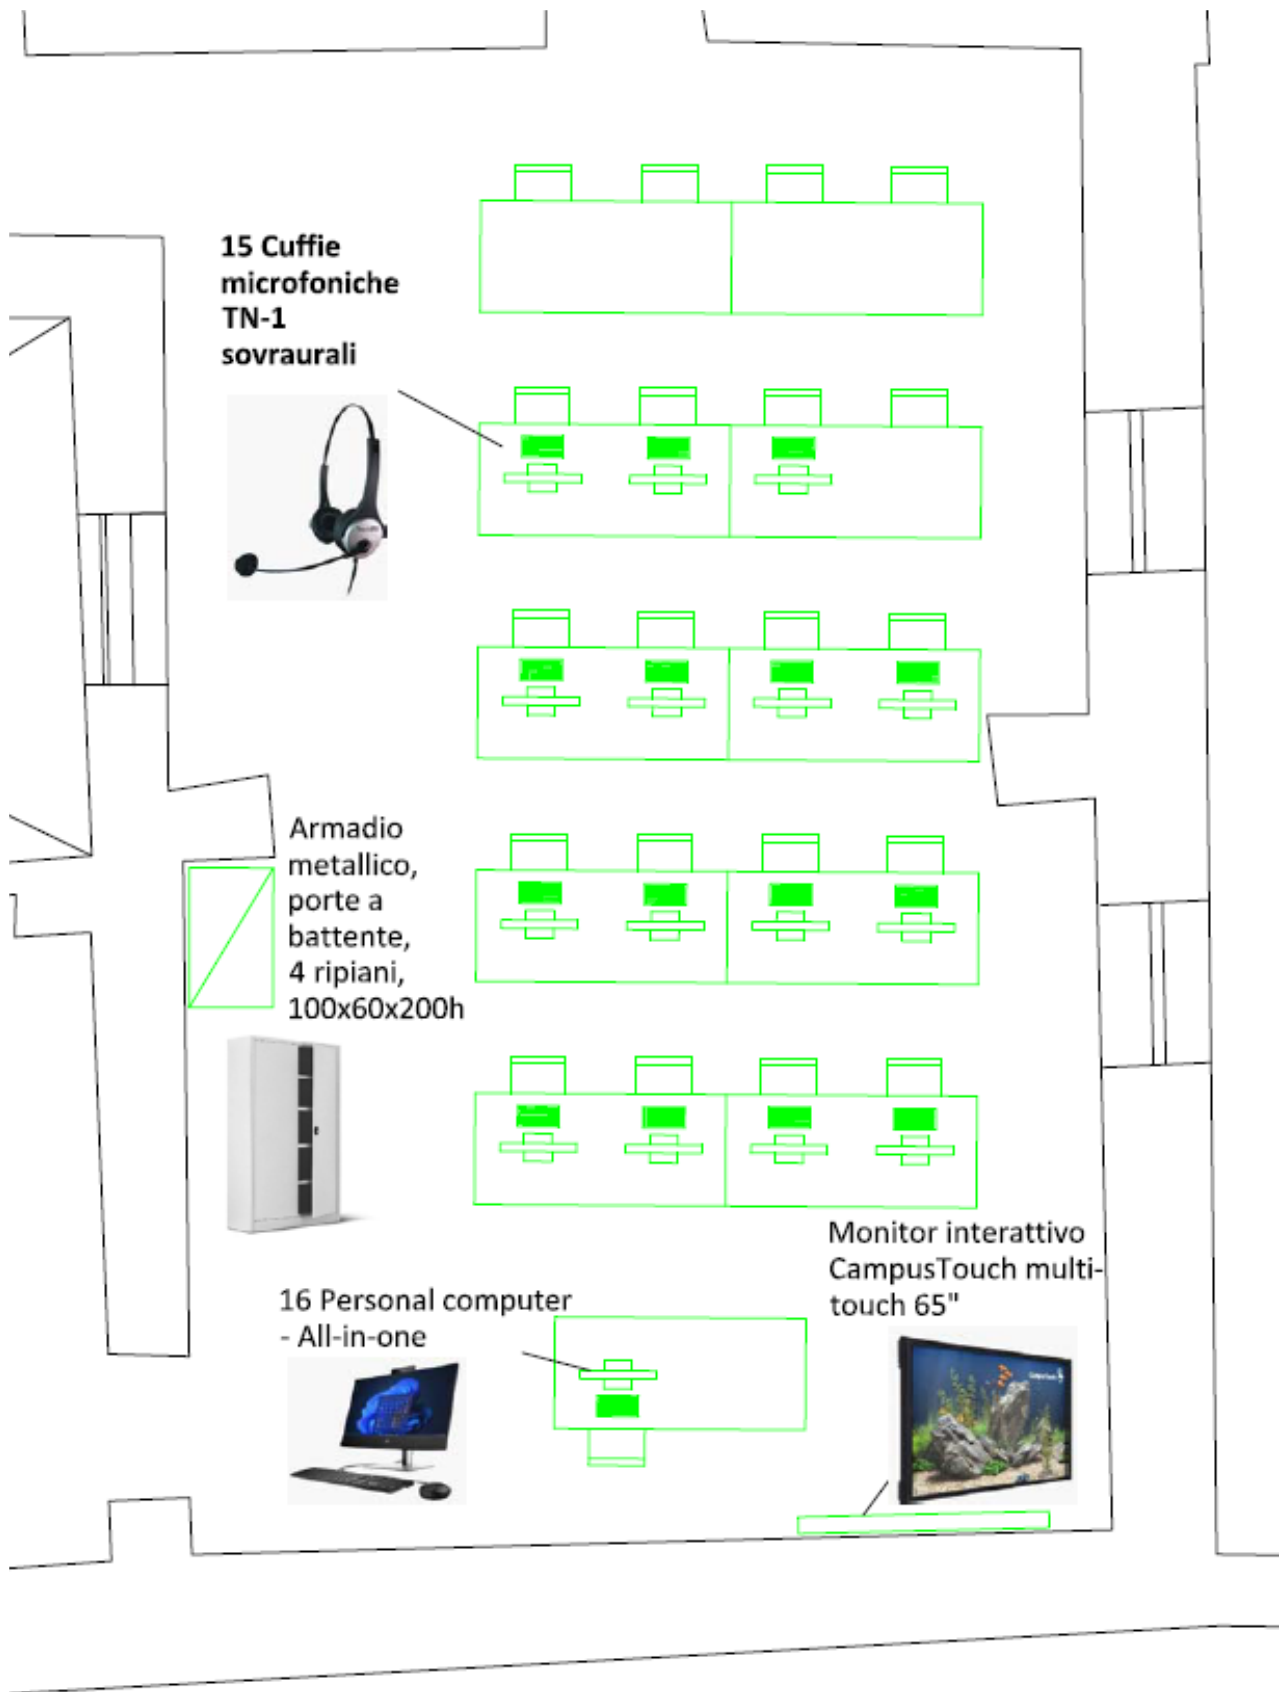 15 Cuffie
microfoniche
TN-1
sovraurali
Armadio
metallico,
porte a
battente,
4 ripiani,
100x60x200h
Monitor interattivo
CampusTouch multi-
touch 65"
16 Personal computer
- All-in-one